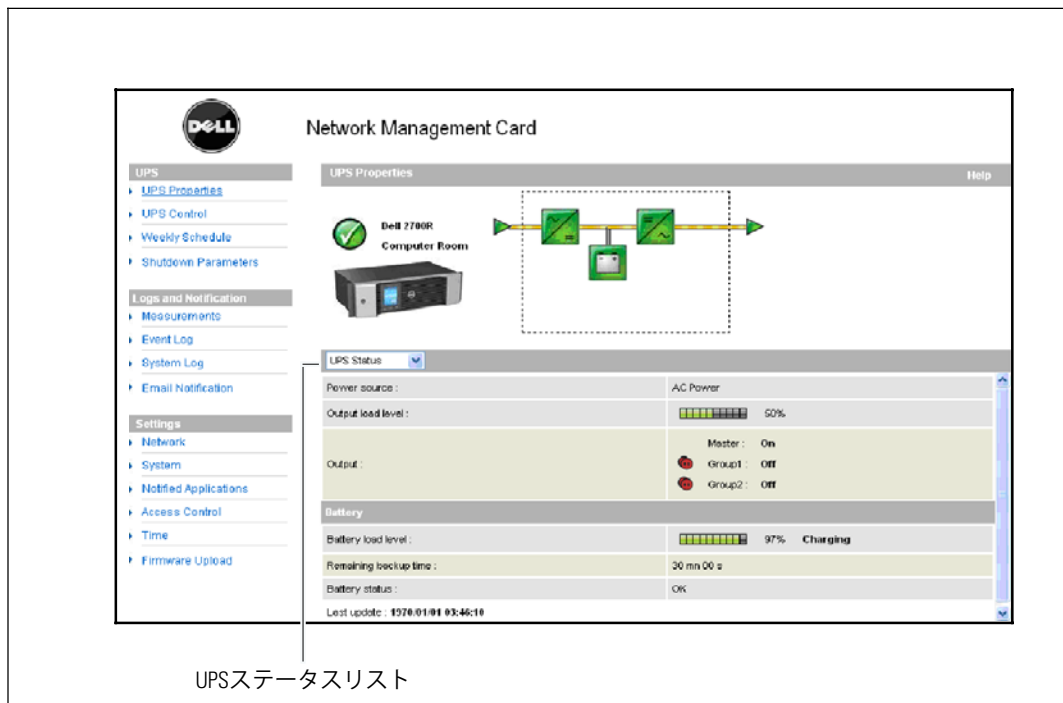 DELL
Network Management Card
UPS
UPS Properties
UPS Control
Weekly Schedule
Shutdown Parameters
Logs and Notification
Measurements
Event Log
System Log
Email Notification
Settings
Network
System
Notified Applications
Access Control
Time
Firmware Upload
UPS Properties Help
Dell 2700R
Computer Room
UPS Status
Power source : AC Power
Output load level : 50%
Output :
Master : On
Group1 : Off
Group2 : Off
Battery
Battery load level : 97% Charging
Remaining backup time : 30 mn 00 s
Battery status : OK
Last update : 1970/01/01 03:46:10
UPSステータスリスト